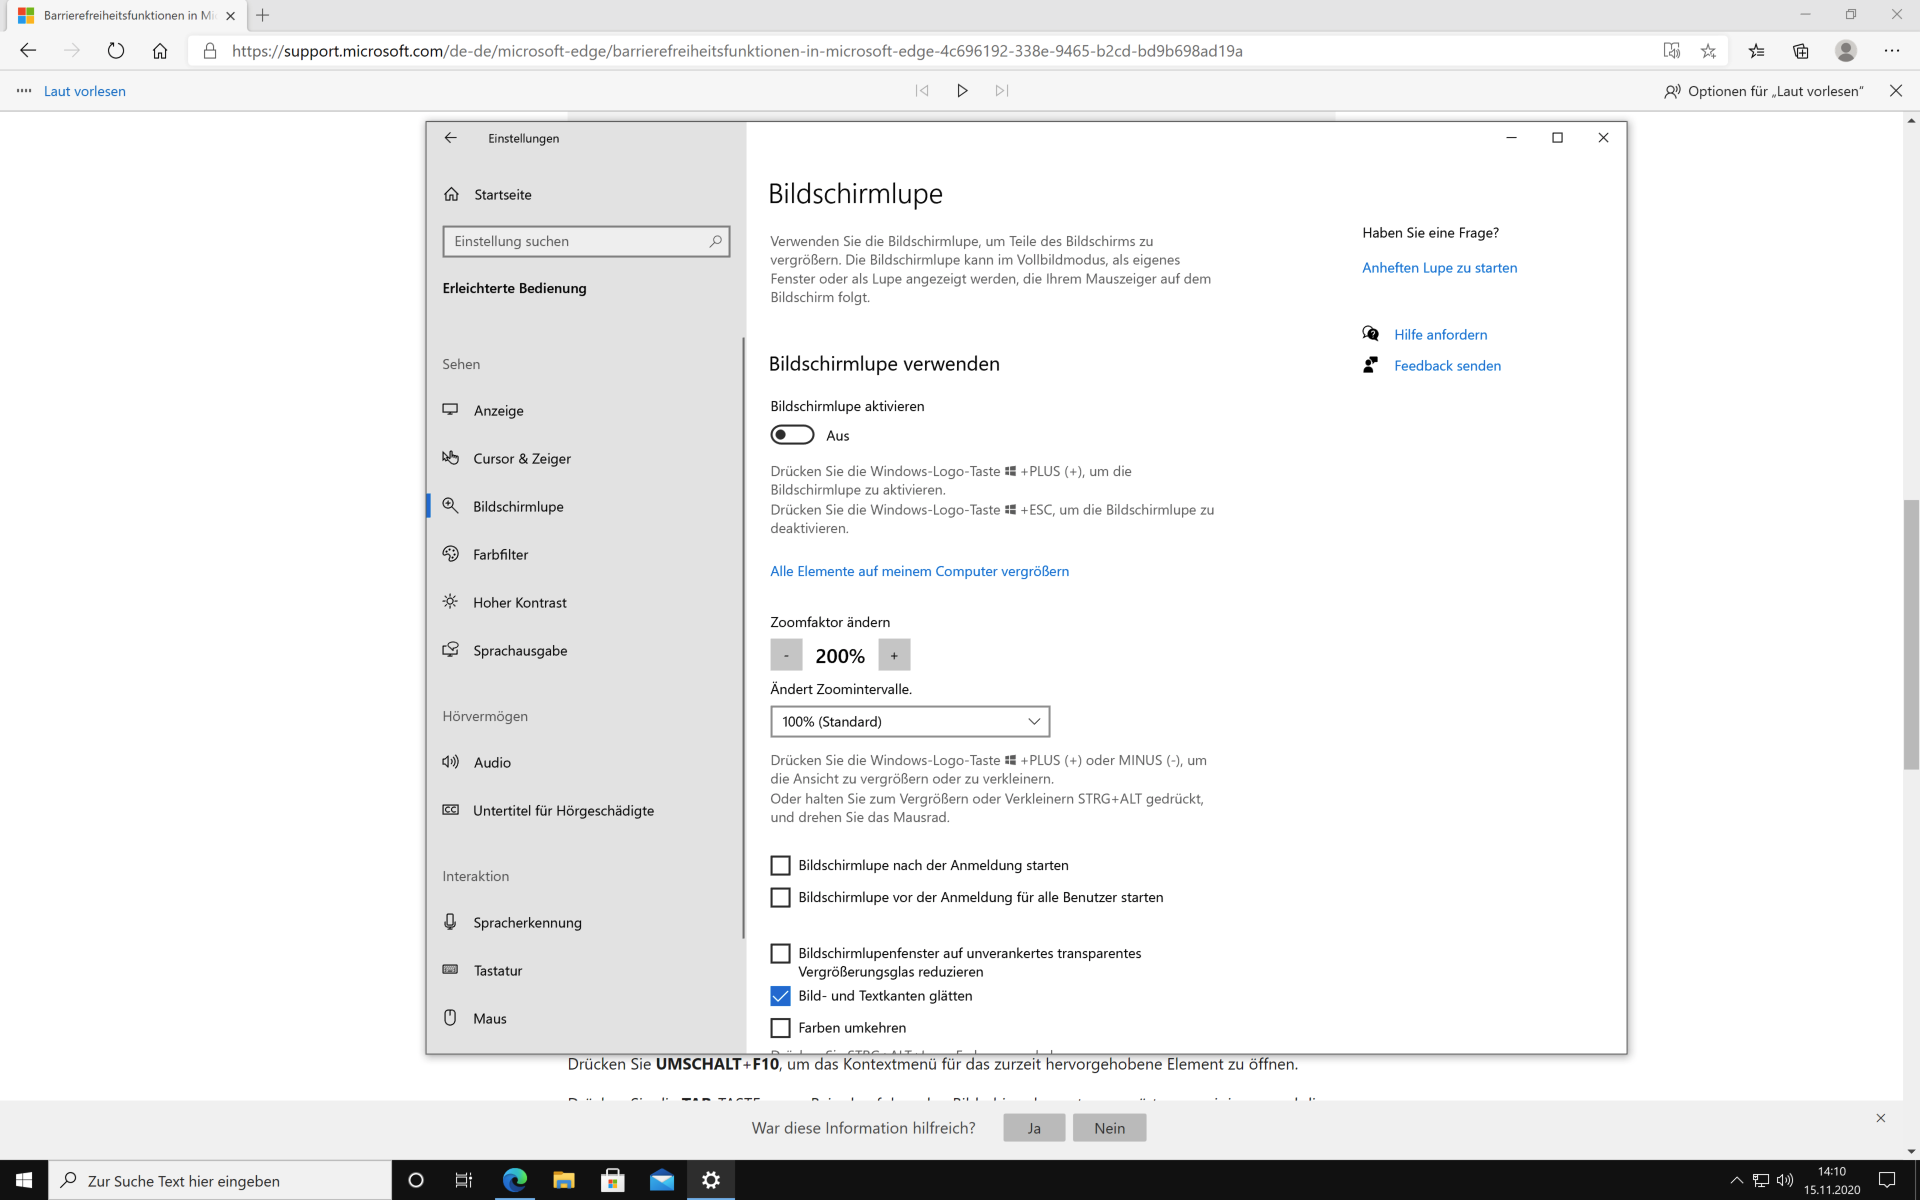 Barrierefreiheitsfunktionen in Mi
https://support.microsoft.com/de-de/microsoft-edge/barrierefreiheitsfunktionen-in-microsoft-edge-4c696192-338e-9465-b2cd-bd9b698ad19a
Laut vorlesen
Optionen für „Laut vorlesen"
Einstellungen
Startseite
Einstellung suchen
Erleichterte Bedienung
Sehen
Anzeige
Cursor & Zeiger
Bildschirmlupe
Farbfilter
Hoher Kontrast
Sprachausgabe
Hörvermögen
Audio
Untertitel für Hörgeschädigte
Interaktion
Spracherkennung
Tastatur
Maus
Bildschirmlupe
Verwenden Sie die Bildschirmlupe, um Teile des Bildschirms zu
vergrößern. Die Bildschirmlupe kann im Vollbildmodus, als eigenes
Fenster oder als Lupe angezeigt werden, die Ihrem Mauszeiger auf dem
Bildschirm folgt.
Bildschirmlupe verwenden
Bildschirmlupe aktivieren
Aus
Drücken Sie die Windows-Logo-Taste +PLUS (+), um die
Bildschirmlupe zu aktivieren.
Drücken Sie die Windows-Logo-Taste +ESC, um die Bildschirmlupe zu
deaktivieren.
Alle Elemente auf meinem Computer vergrößern
Zoomfaktor ändern
- 200% +
Ändert Zoomintervalle.
100% (Standard)
Drücken Sie die Windows-Logo-Taste +PLUS (+) oder MINUS (-), um
die Ansicht zu vergrößern oder zu verkleinern.
Oder halten Sie zum Vergrößern oder Verkleinern STRG+ALT gedrückt,
und drehen Sie das Mausrad.
Bildschirmlupe nach der Anmeldung starten
Bildschirmlupe vor der Anmeldung für alle Benutzer starten
Bildschirmlupenfenster auf unverankertes transparentes
Vergrößerungsglas reduzieren
Bild- und Textkanten glätten
Farben umkehren
Haben Sie eine Frage?
Anheften Lupe zu starten
Hilfe anfordern
Feedback senden
Drücken Sie UMSCHALT+F10, um das Kontextmenü für das zurzeit hervorgehobene Element zu öffnen.
War diese Information hilfreich?
Ja
Nein
Zur Suche Text hier eingeben
14:10
15.11.2020